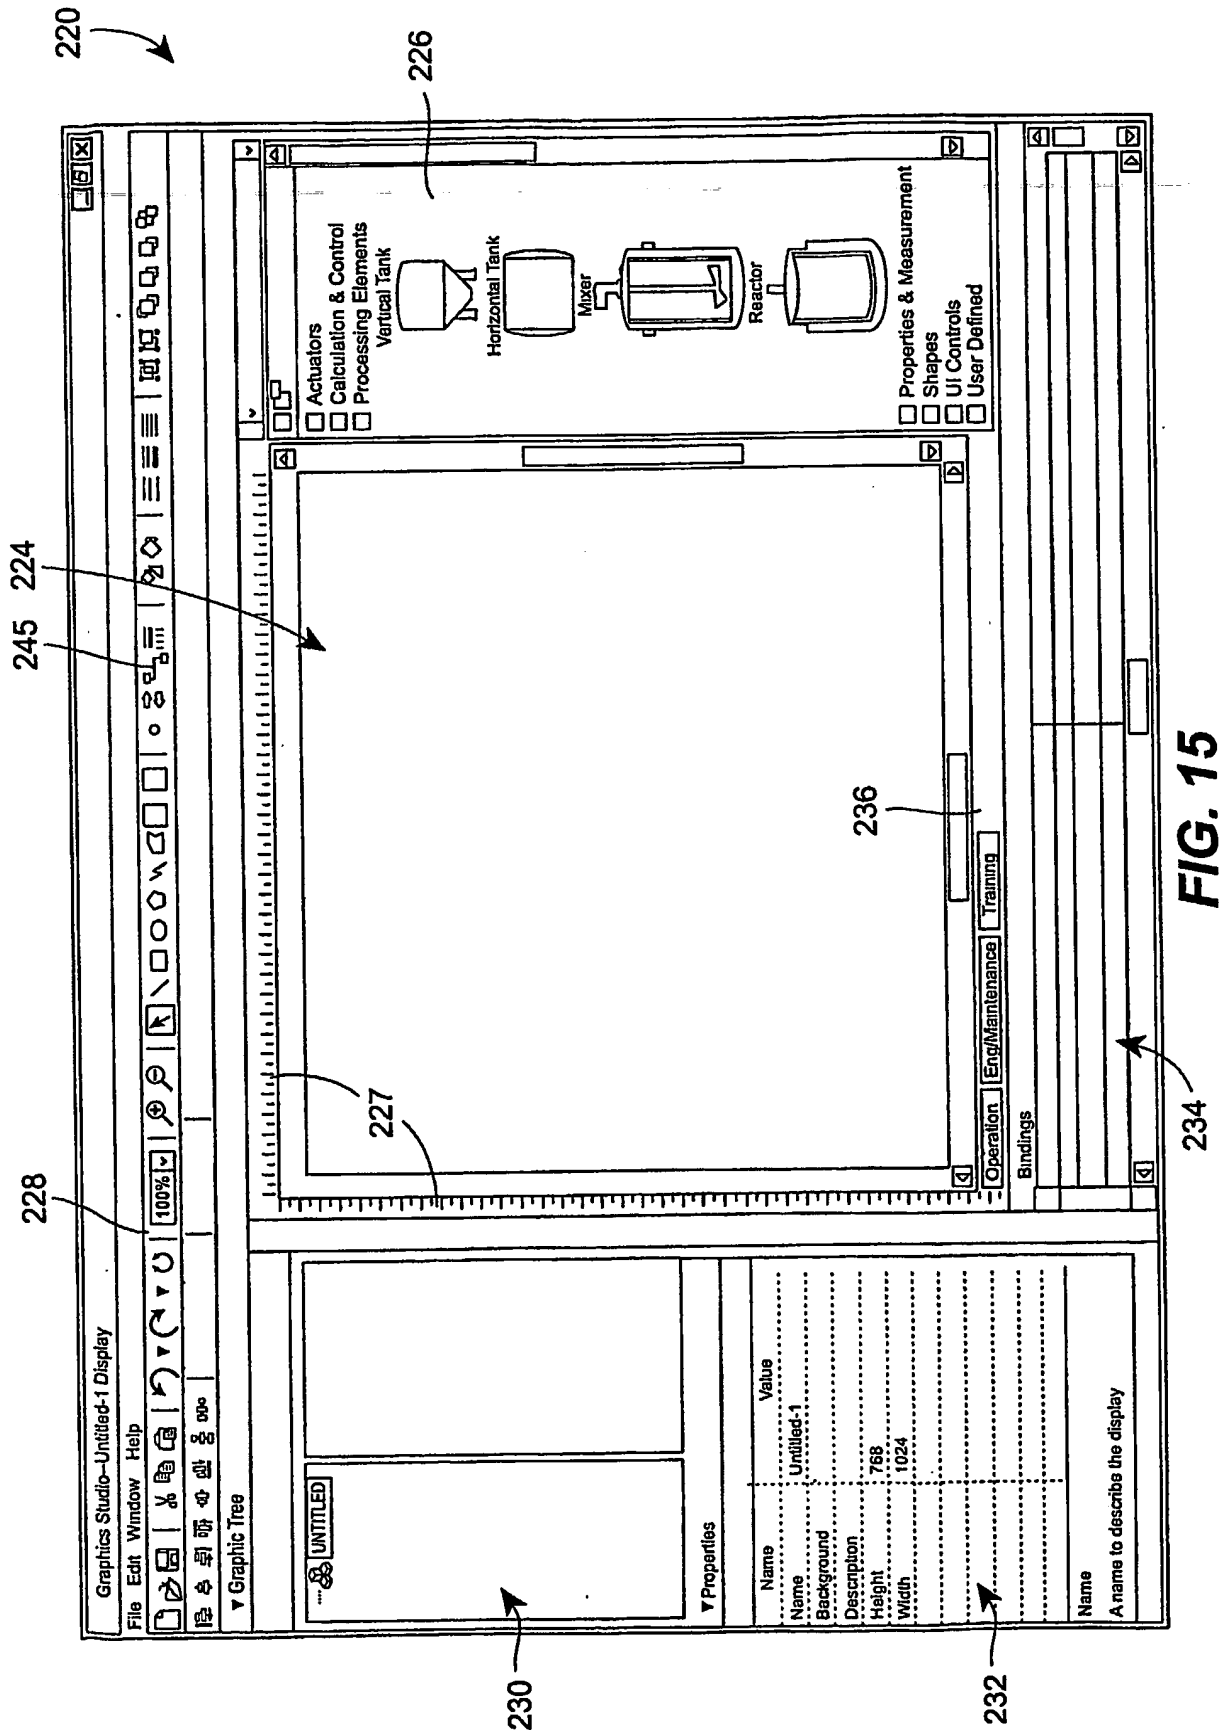 220
Graphics Studio–Untitled-1 Display
File Edit Window Help
228
100%
245
224
226
▾ Graphic Tree
UNTITLED
230
227
Actuators
Calculation & Control
Processing Elements
Vertical Tank
Horizontal Tank
Mixer
Reactor
Properties & Measurement
Shapes
UI Controls
User Defined
▾ Properties
Name Value
Name Untitled-1
Background
Description
Height 768
Width 1024
232
Name
A name to describe the display
236
Operation Eng/Maintenance Training
Bindings
234
FIG. 15